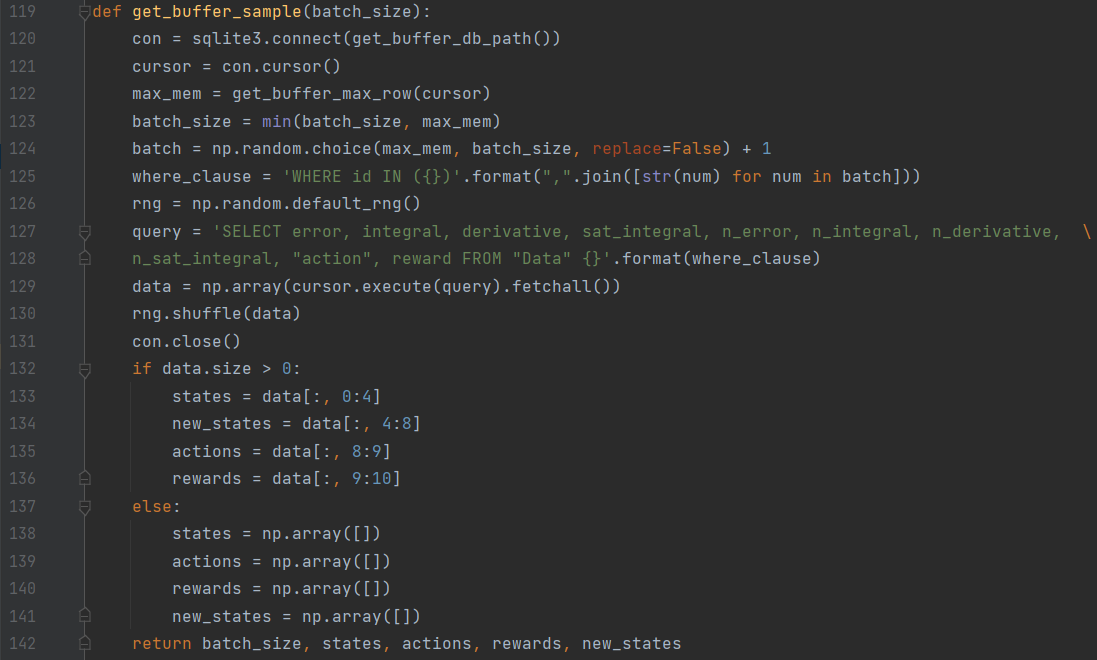 119 def get_buffer_sample(batch_size):
120     con = sqlite3.connect(get_buffer_db_path())
121     cursor = con.cursor()
122     max_mem = get_buffer_max_row(cursor)
123     batch_size = min(batch_size, max_mem)
124     batch = np.random.choice(max_mem, batch_size, replace=False) + 1
125     where_clause = 'WHERE id IN ({})'.format(",".join([str(num) for num in batch]))
126     rng = np.random.default_rng()
127     query = 'SELECT error, integral, derivative, sat_integral, n_error, n_integral, n_derivative,  \
128     n_sat_integral, "action", reward FROM "Data" {}'.format(where_clause)
129     data = np.array(cursor.execute(query).fetchall())
130     rng.shuffle(data)
131     con.close()
132     if data.size > 0:
133         states = data[:, 0:4]
134         new_states = data[:, 4:8]
135         actions = data[:, 8:9]
136         rewards = data[:, 9:10]
137     else:
138         states = np.array([])
139         actions = np.array([])
140         rewards = np.array([])
141         new_states = np.array([])
142     return batch_size, states, actions, rewards, new_states